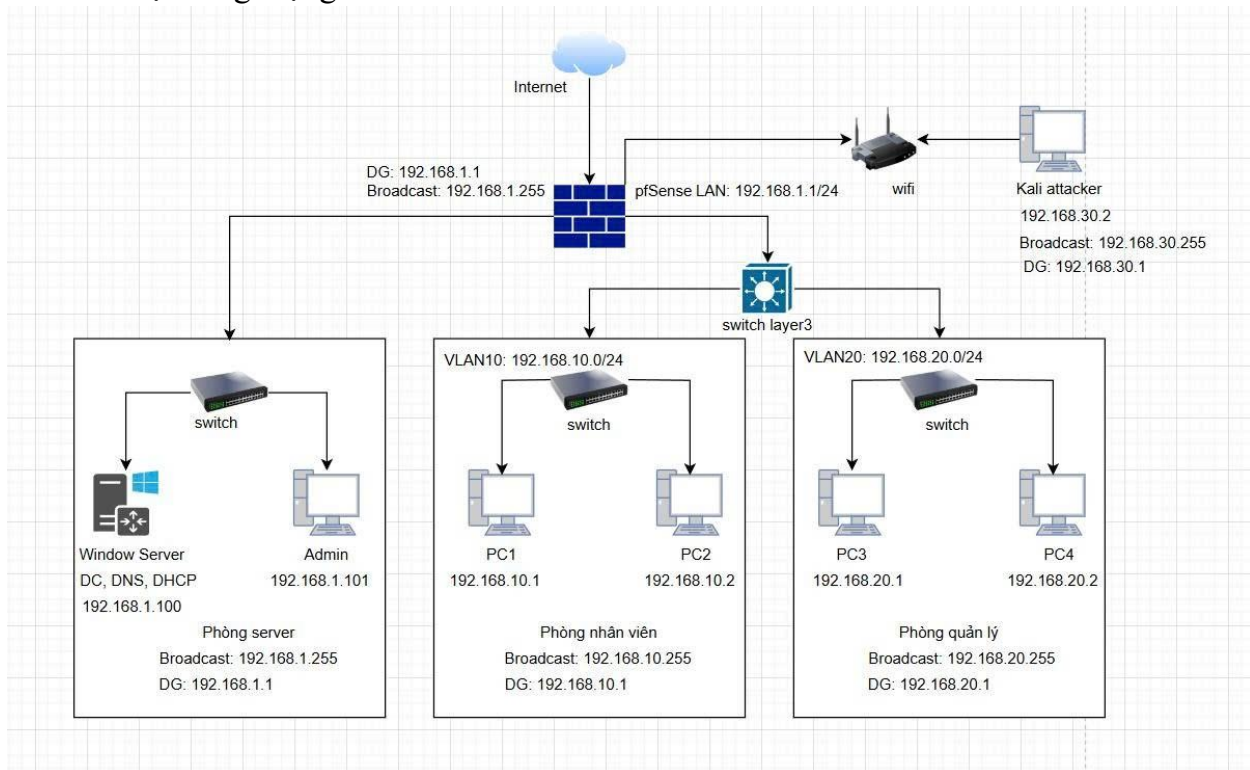 Internet
DG: 192.168.1.1
Broadcast: 192.168.1.255
pfSense LAN: 192.168.1.1/24
wifi
Kali attacker
192.168.30.2
Broadcast: 192.168.30.255
DG: 192.168.30.1
switch layer3
switch
Window Server
DC, DNS, DHCP
192.168.1.100
Admin
192.168.1.101
Phòng server
Broadcast: 192.168.1.255
DG: 192.168.1.1
VLAN10: 192.168.10.0/24
switch
PC1
192.168.10.1
PC2
192.168.10.2
Phòng nhân viên
Broadcast: 192.168.10.255
DG: 192.168.10.1
VLAN20: 192.168.20.0/24
switch
PC3
192.168.20.1
PC4
192.168.20.2
Phòng quản lý
Broadcast: 192.168.20.255
DG: 192.168.20.1